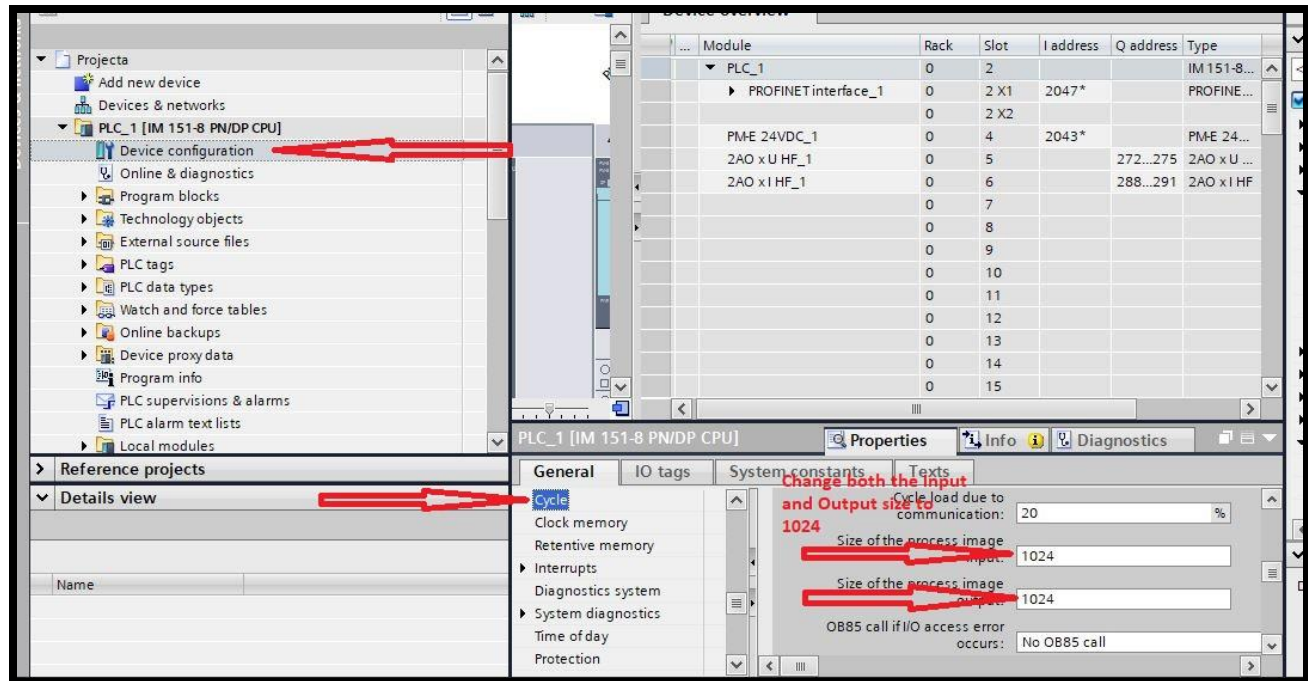 Device overview
... Module Rack Slot I address Q address Type
PLC_1 0 2 IM 151-8...
PROFINET interface_1 0 2 X1 2047* PROFINE...
0 2 X2
PM-E 24VDC_1 0 4 2043* PM-E 24...
2AO x U HF_1 0 5 272...275 2AO x U ...
2AO x I HF_1 0 6 288...291 2AO x I HF
0 7
0 8
0 9
0 10
0 11
0 12
0 13
0 14
0 15
Projecta
Add new device
Devices & networks
PLC_1 [IM 151-8 PN/DP CPU]
Device configuration
Online & diagnostics
Program blocks
Technology objects
External source files
PLC tags
PLC data types
Watch and force tables
Online backups
Device proxy data
Program info
PLC supervisions & alarms
PLC alarm text lists
Local modules
Reference projects
Details view
Name
PLC_1 [IM 151-8 PN/DP CPU]
Properties Info Diagnostics
General IO tags System constants Texts
Cycle
Clock memory
Retentive memory
Interrupts
Diagnostics system
System diagnostics
Time of day
Protection
Change both the Input
and Output size to
1024
Cycle load due to
communication: 20 %
Size of the process image
input: 1024
Size of the process image
output: 1024
OB85 call if I/O access error
occurs: No OB85 call